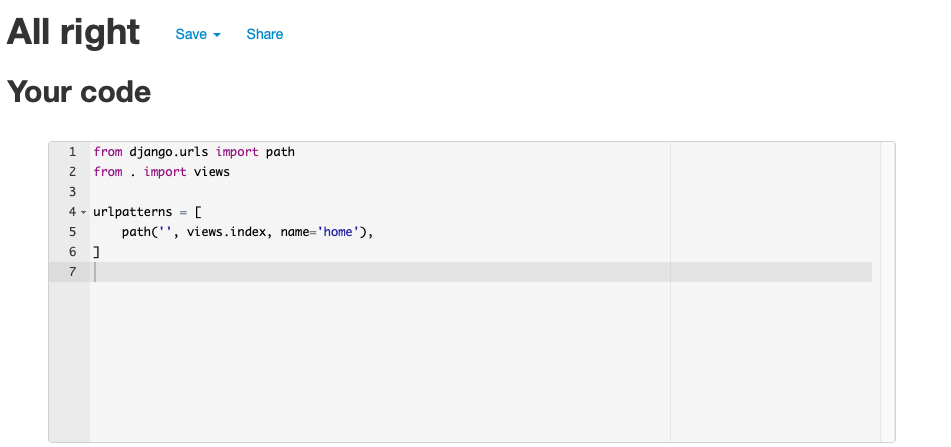 All right
Save
Share
Your code
1 from django.urls import path
2 from . import views
3
4 urlpatterns = [
5     path('', views.index, name='home'),
6 ]
7